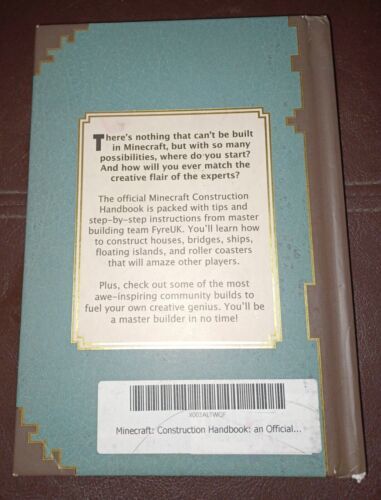 There's nothing that can't be built
in Minecraft, but with so many
possibilities, where do you start?
And how will you ever match the
creative flair of the experts?
The official Minecraft Construction
Handbook is packed with tips and
step-by-step instructions from master
building team FyreUK. You'll learn how
to construct houses, bridges, ships,
floating islands, and roller coasters
that will amaze other players.
Plus, check out some of the most
awe-inspiring community builds to
fuel your own creative genius. You'll be
a master builder in no time!
X001ALTWQF
Minecraft: Construction Handbook: an Official...